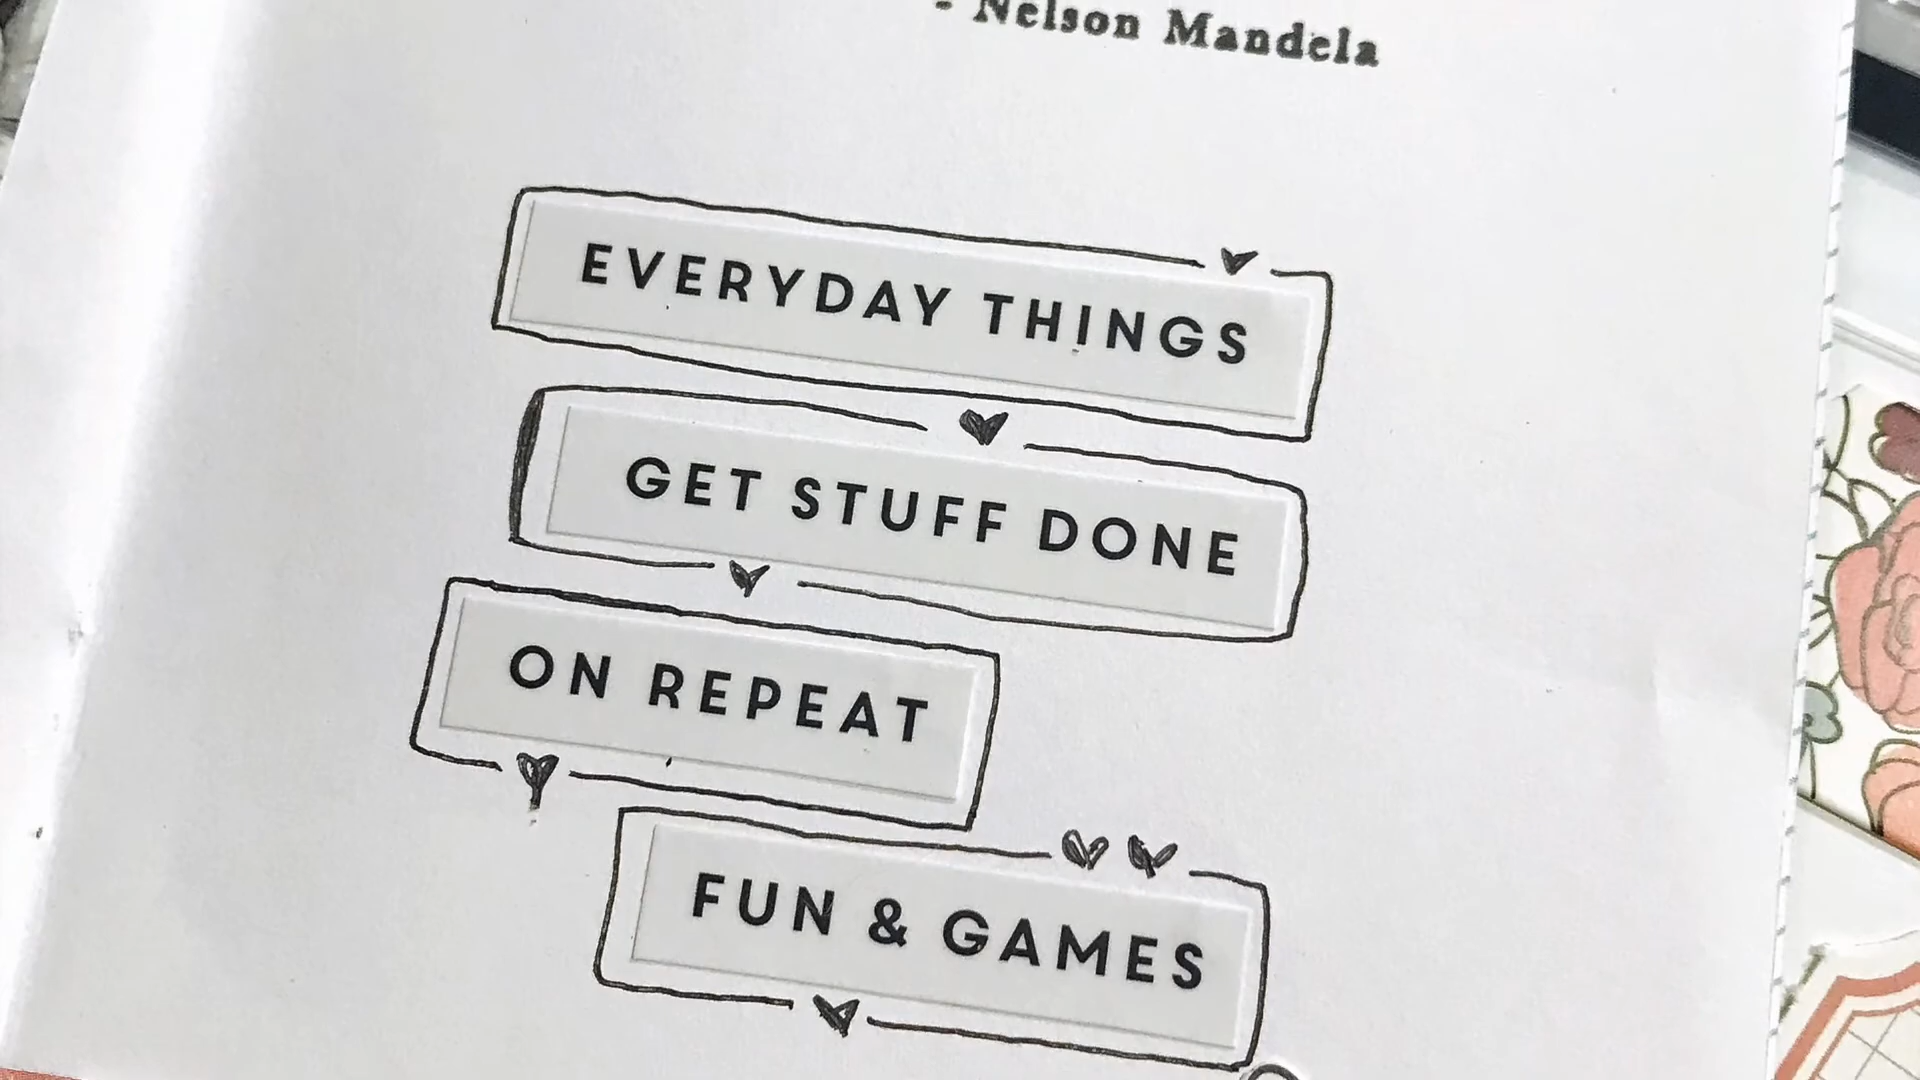 - Nelson Mandela
EVERYDAY THINGS
GET STUFF DONE
ON REPEAT
FUN & GAMES